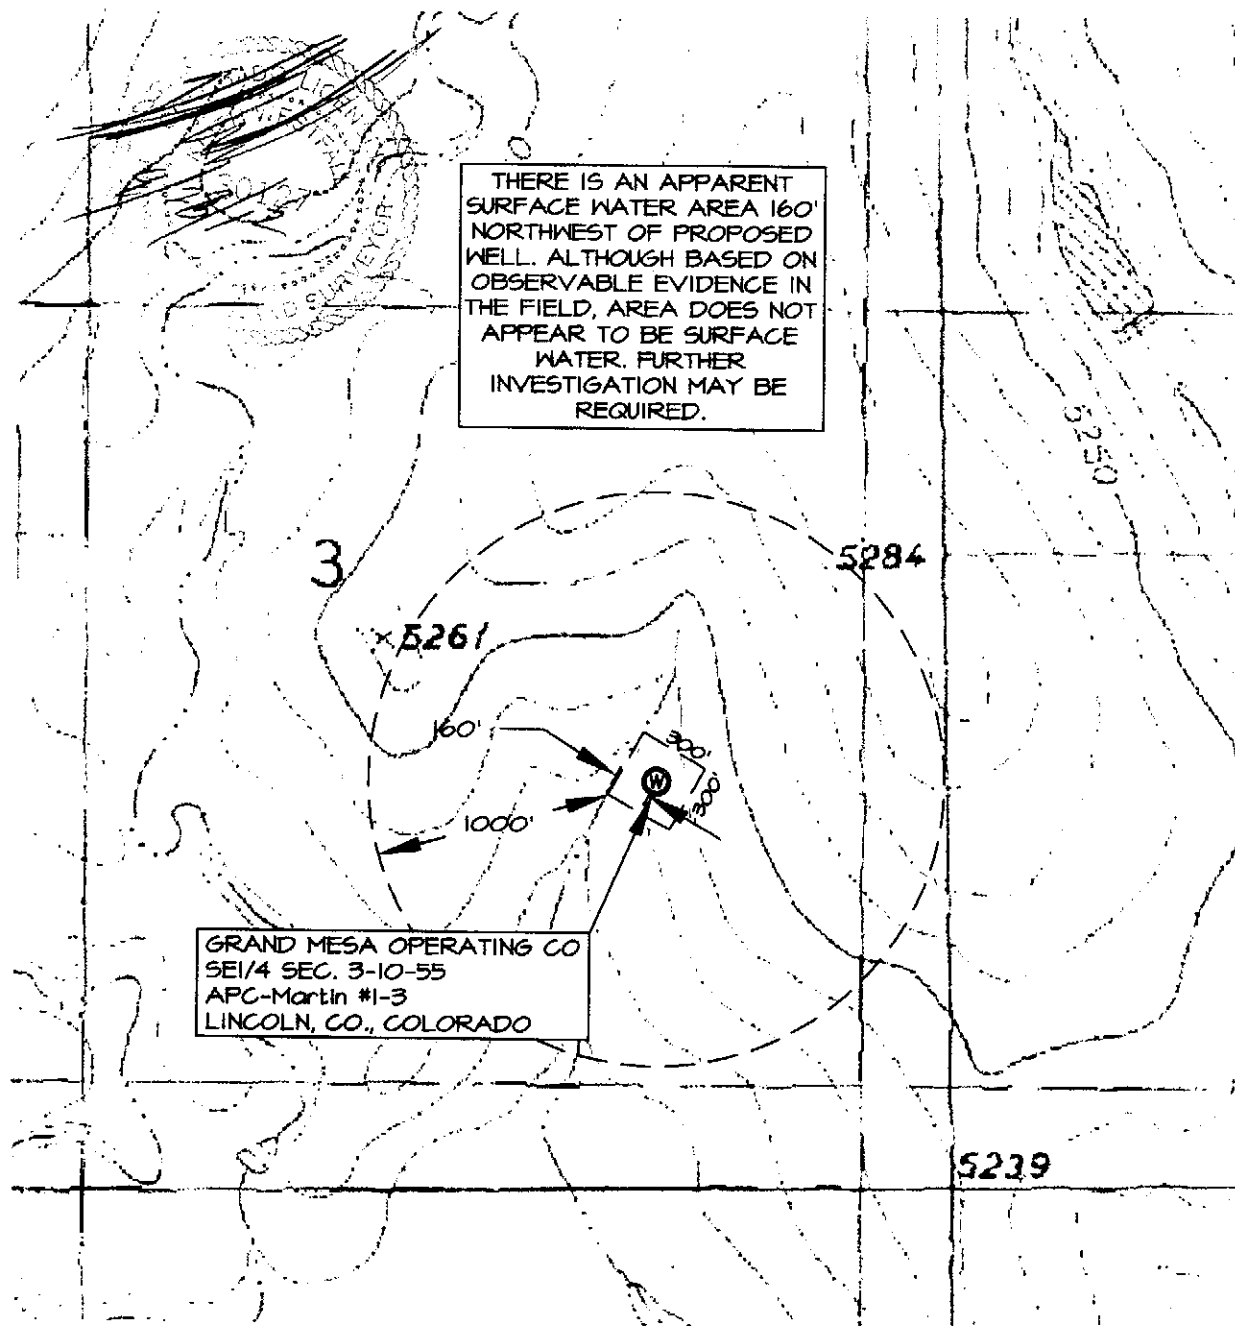 THERE IS AN APPARENT
SURFACE WATER AREA 160'
NORTHWEST OF PROPOSED
WELL. ALTHOUGH BASED ON
OBSERVABLE EVIDENCE IN
THE FIELD, AREA DOES NOT
APPEAR TO BE SURFACE
WATER. FURTHER
INVESTIGATION MAY BE
REQUIRED.
6250
3
5284
5261
160'
300'
W
300'
1000'
GRAND MESA OPERATING CO
SE1/4 SEC. 3-10-55
APC-Martin #1-3
LINCOLN, CO., COLORADO
5239
SURVEYOR